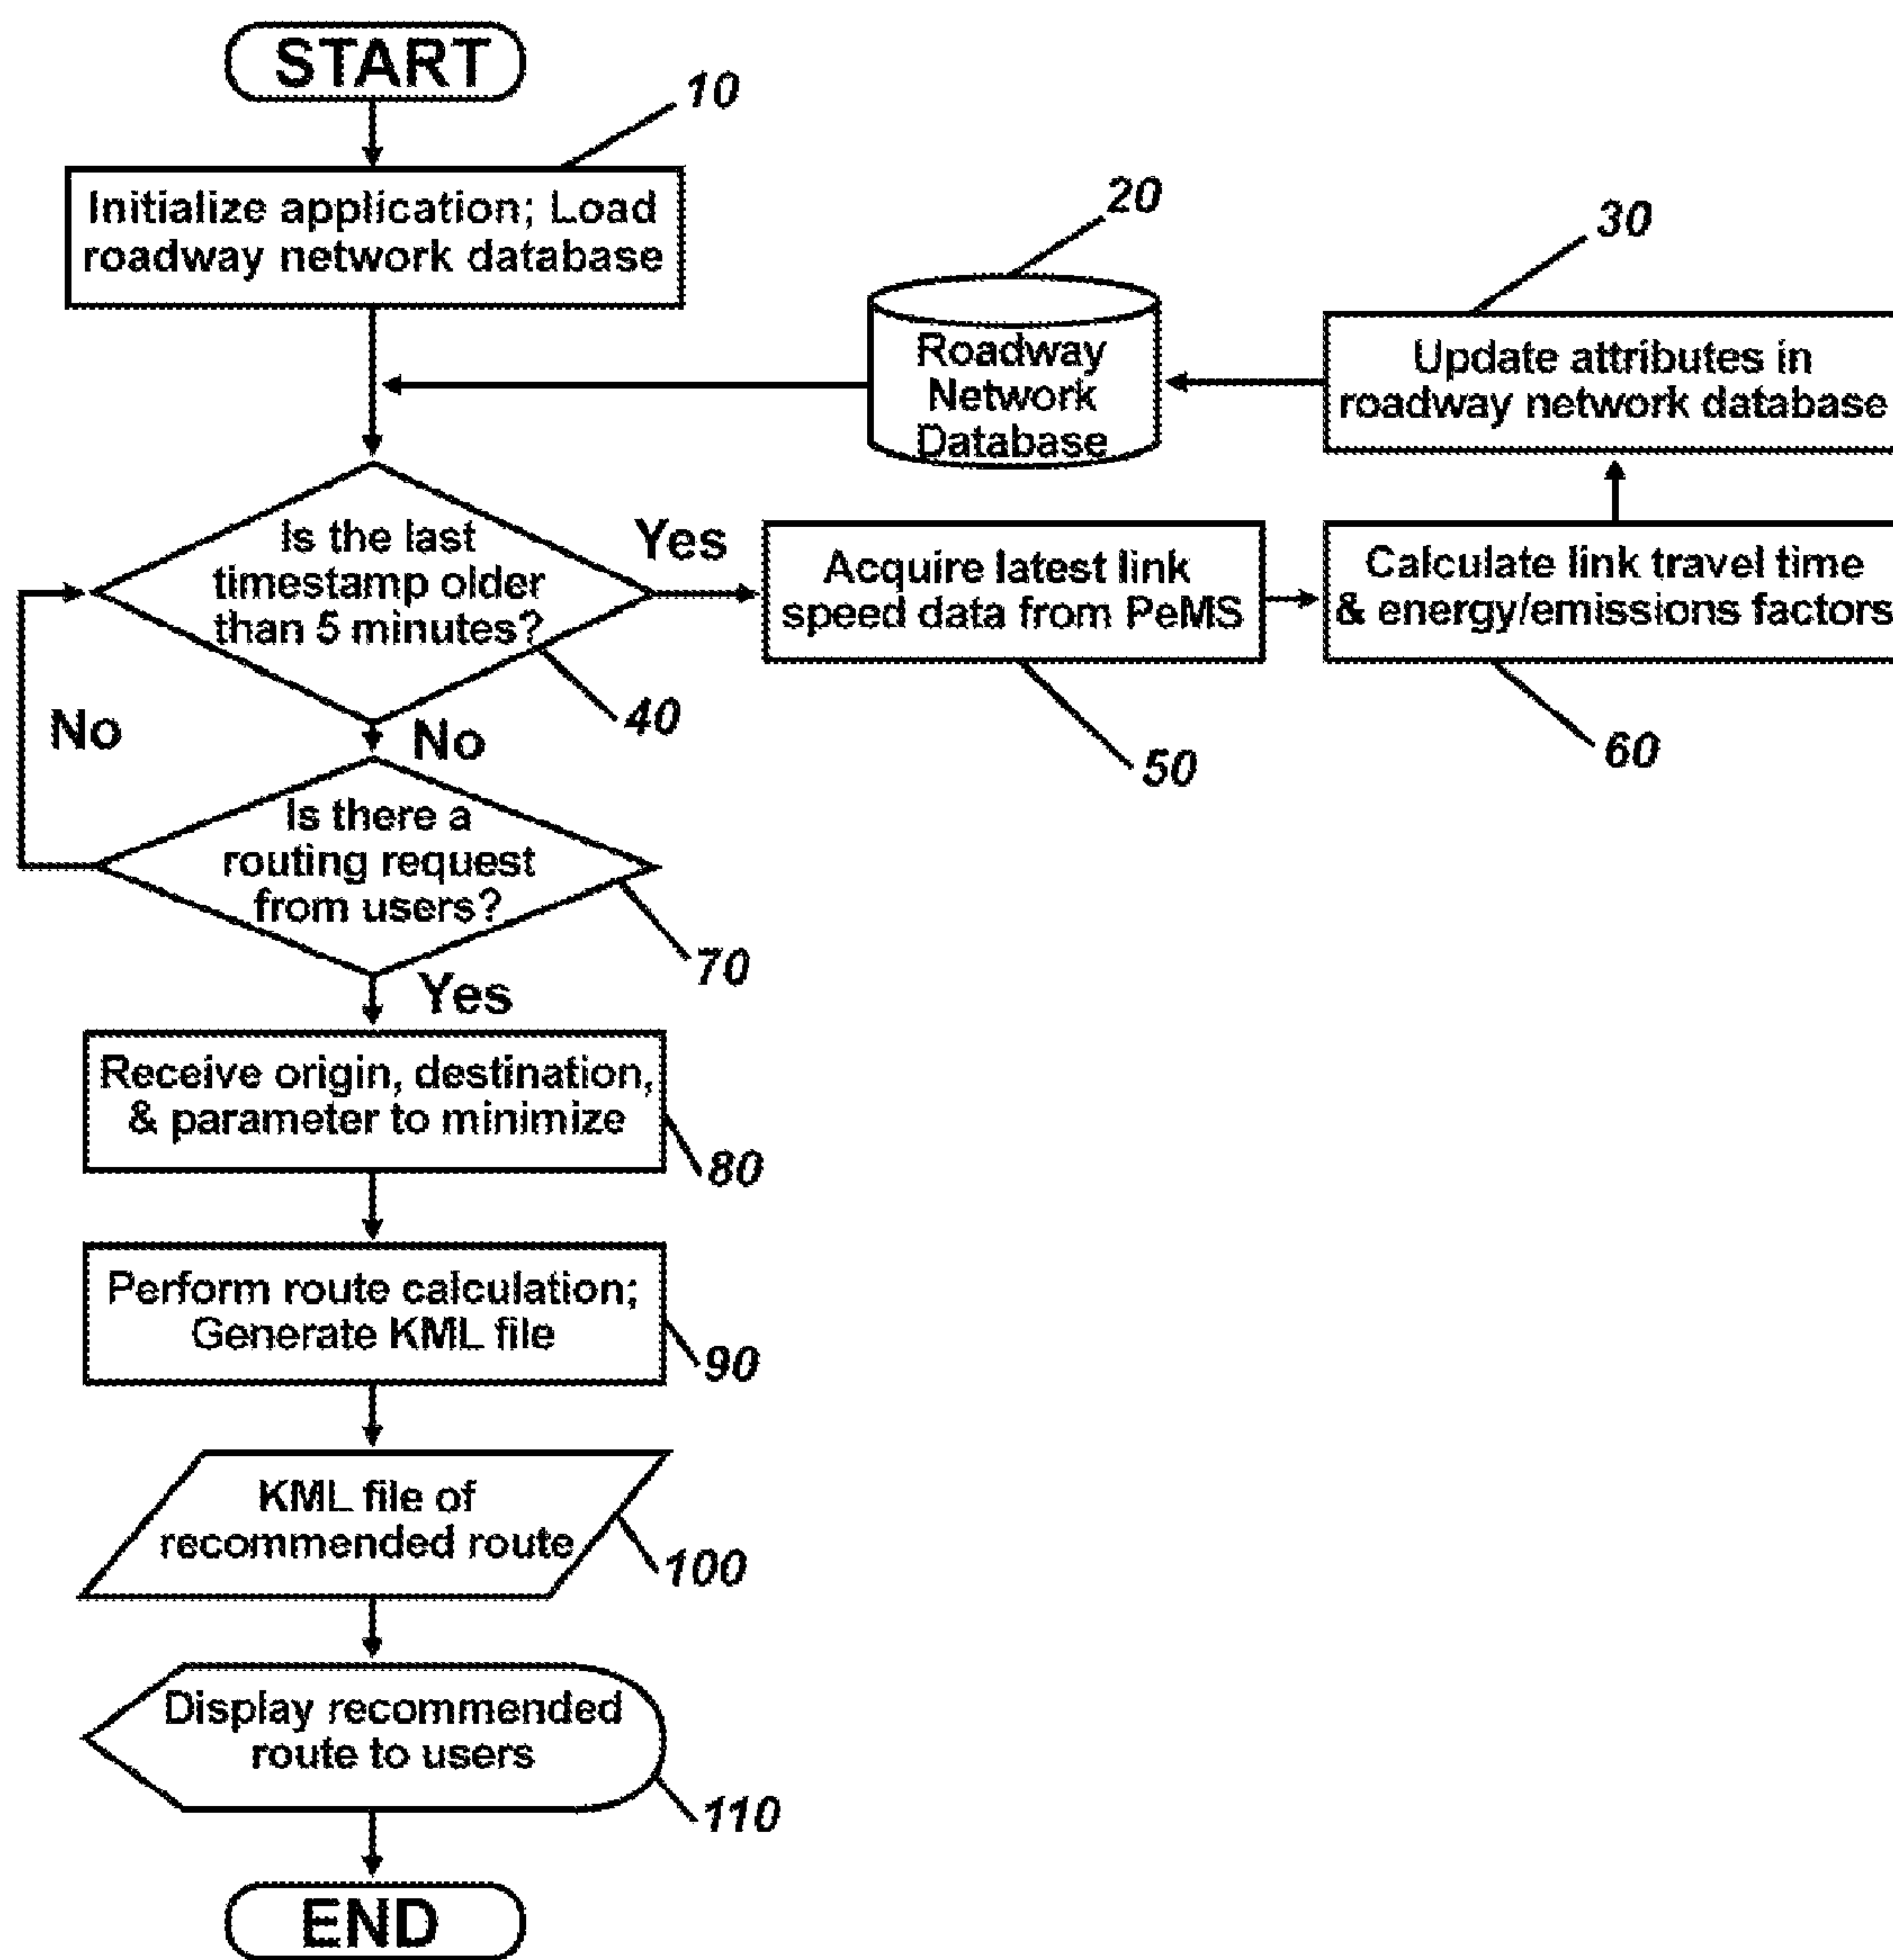 START
10
Initialize application; Load
roadway network database
20
Roadway
Network
Database
30
Update attributes in
roadway network database
Is the last
timestamp older
than 5 minutes?
Yes
40
Acquire latest link
speed data from PeMS
50
Calculate link travel time
& energy/emissions factors
60
No
No
Is there a
routing request
from users?
70
Yes
Receive origin, destination,
& parameter to minimize
80
Perform route calculation;
Generate KML file
90
KML file of
recommended route
100
Display recommended
route to users
110
END